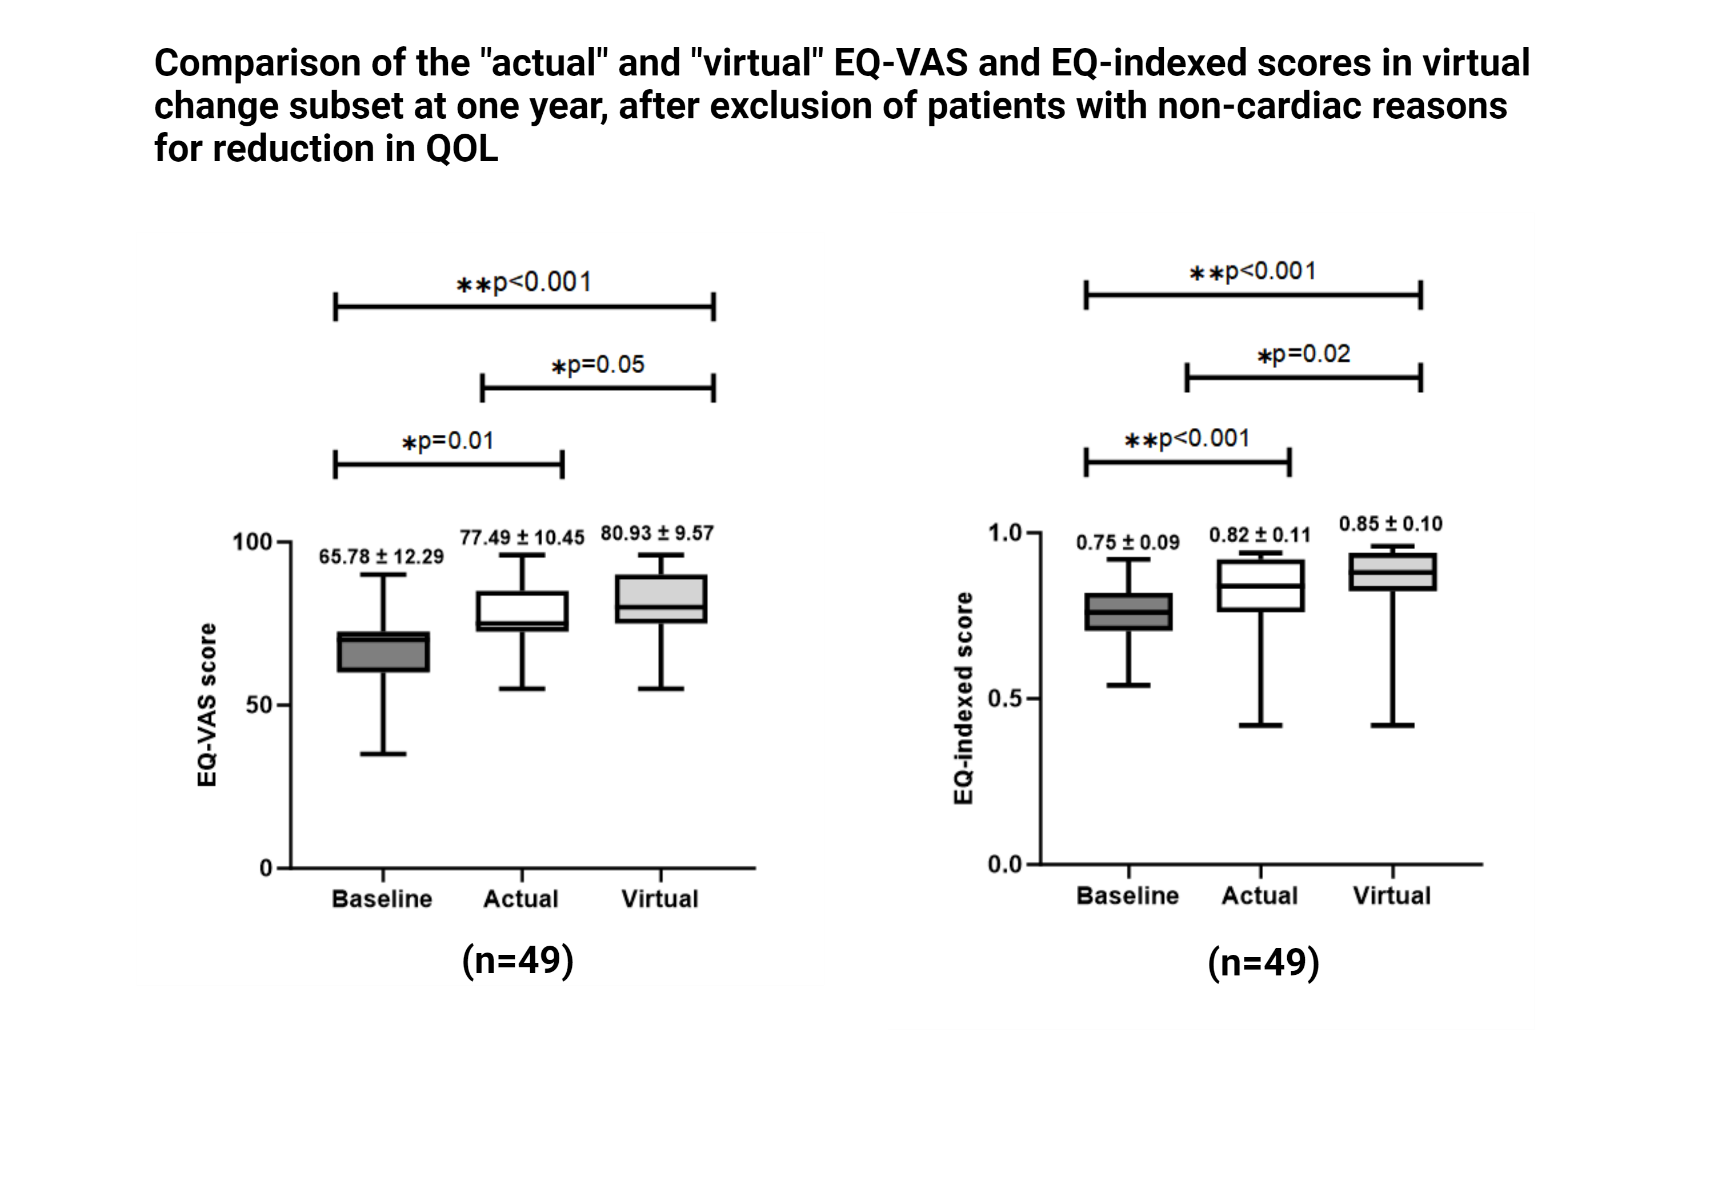 Comparison of the "actual" and "virtual" EQ-VAS and EQ-indexed scores in virtual
change subset at one year, after exclusion of patients with non-cardiac reasons
for reduction in QOL
**p<0.001
*p=0.05
*p=0.01
65.78 ± 12.29
77.49 ± 10.45
80.93 ± 9.57
100
50
0
EQ-VAS score
Baseline
Actual
Virtual
(n=49)
**p<0.001
*p=0.02
**p<0.001
0.75 ± 0.09
0.82 ± 0.11
0.85 ± 0.10
1.0
0.5
0.0
EQ-indexed score
Baseline
Actual
Virtual
(n=49)